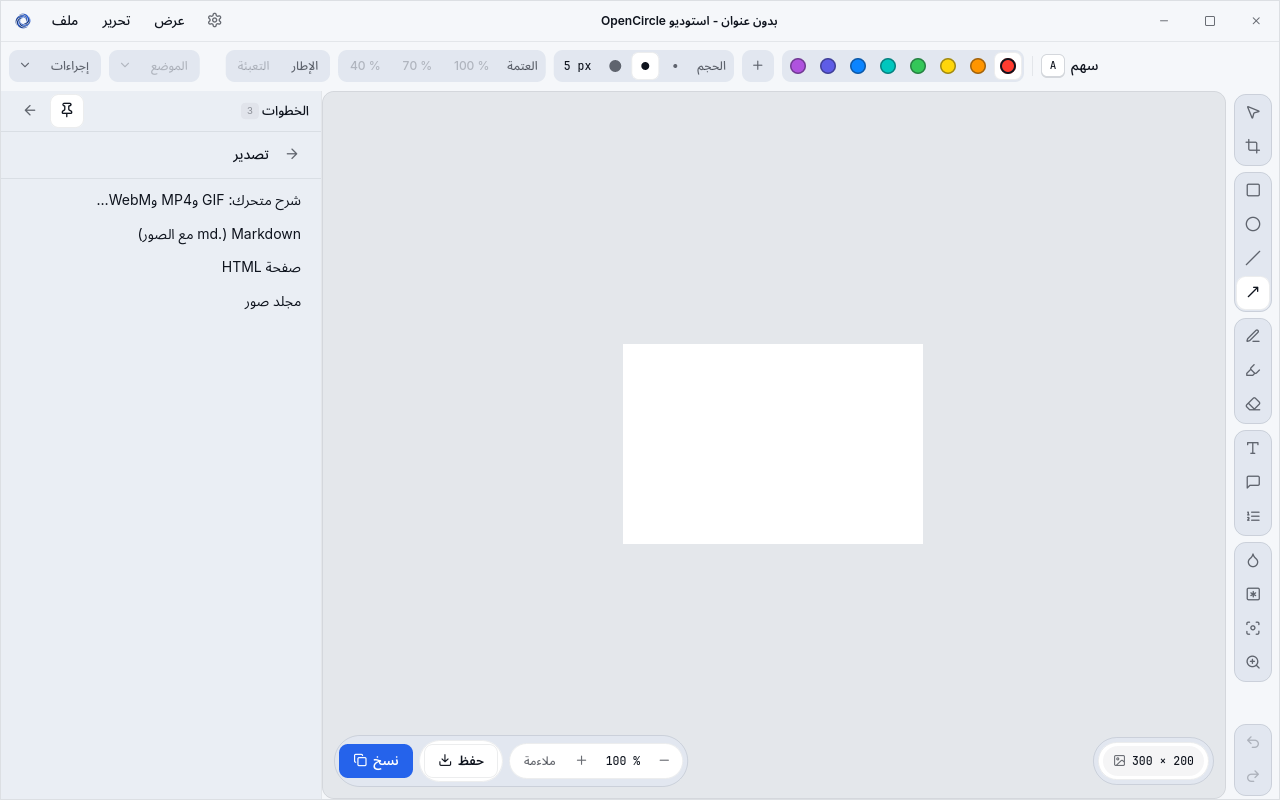 بدون عنوان - استوديو OpenCircle
ملف
تحرير
عرض
سهم A
الحجم 5 px
العتمة 100 % 70 % 40 %
الإطار التعبئة
الموضع
إجراءات
الخطوات 3
تصدير
شرح متحرك: GIF وMP4 وWebM...
Markdown (.md مع الصور)
صفحة HTML
مجلد صور
300 × 200
100 %
ملاءمة
حفظ
نسخ